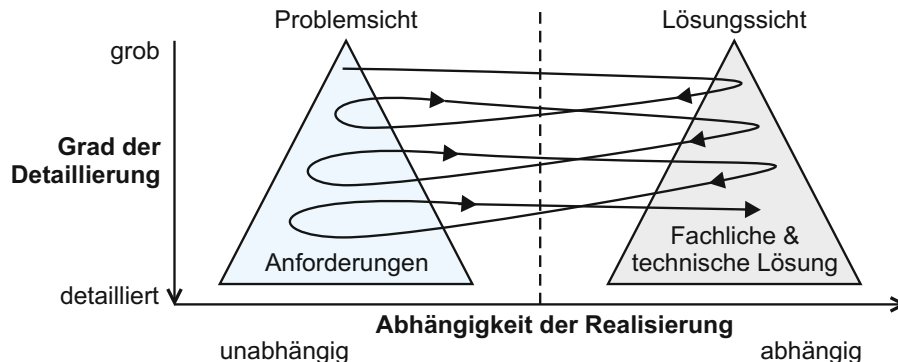 Problemsicht
Lösungssicht
grob
Grad der
Detaillierung
Anforderungen
Fachliche &
technische Lösung
detailliert
Abhängigkeit der Realisierung
unabhängig
abhängig